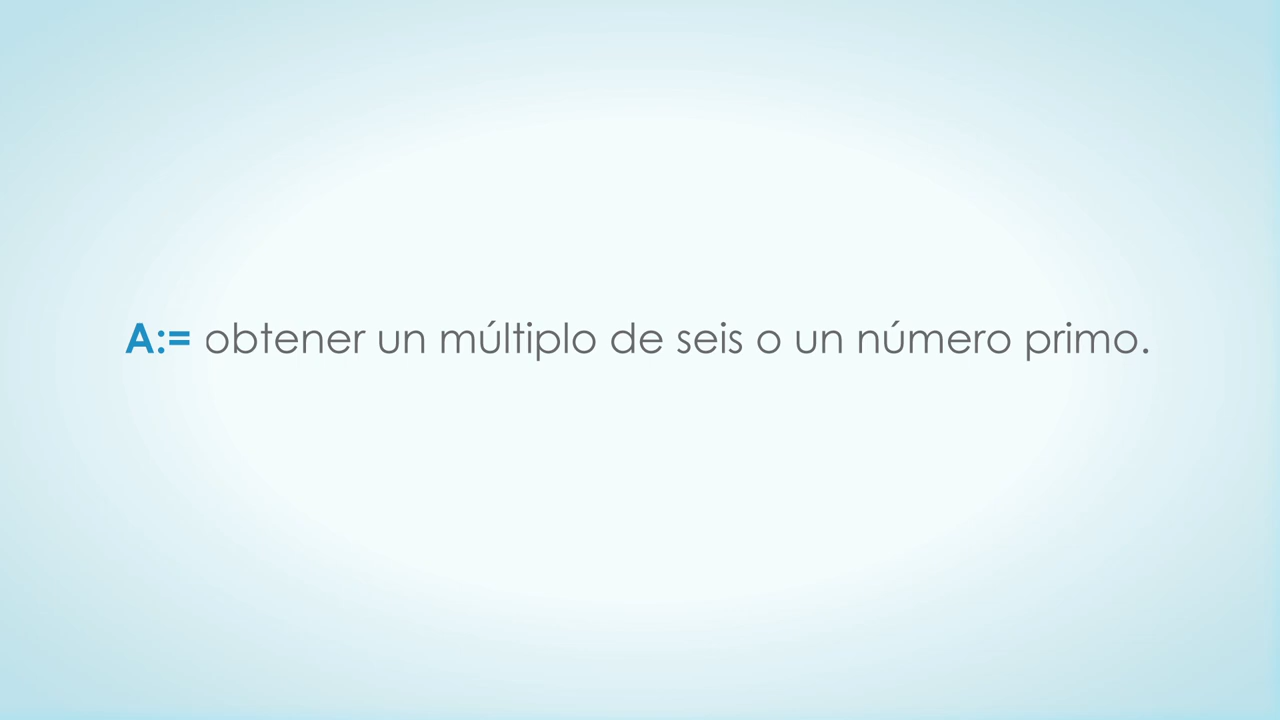 A:= obtener un múltiplo de seis o un número primo.